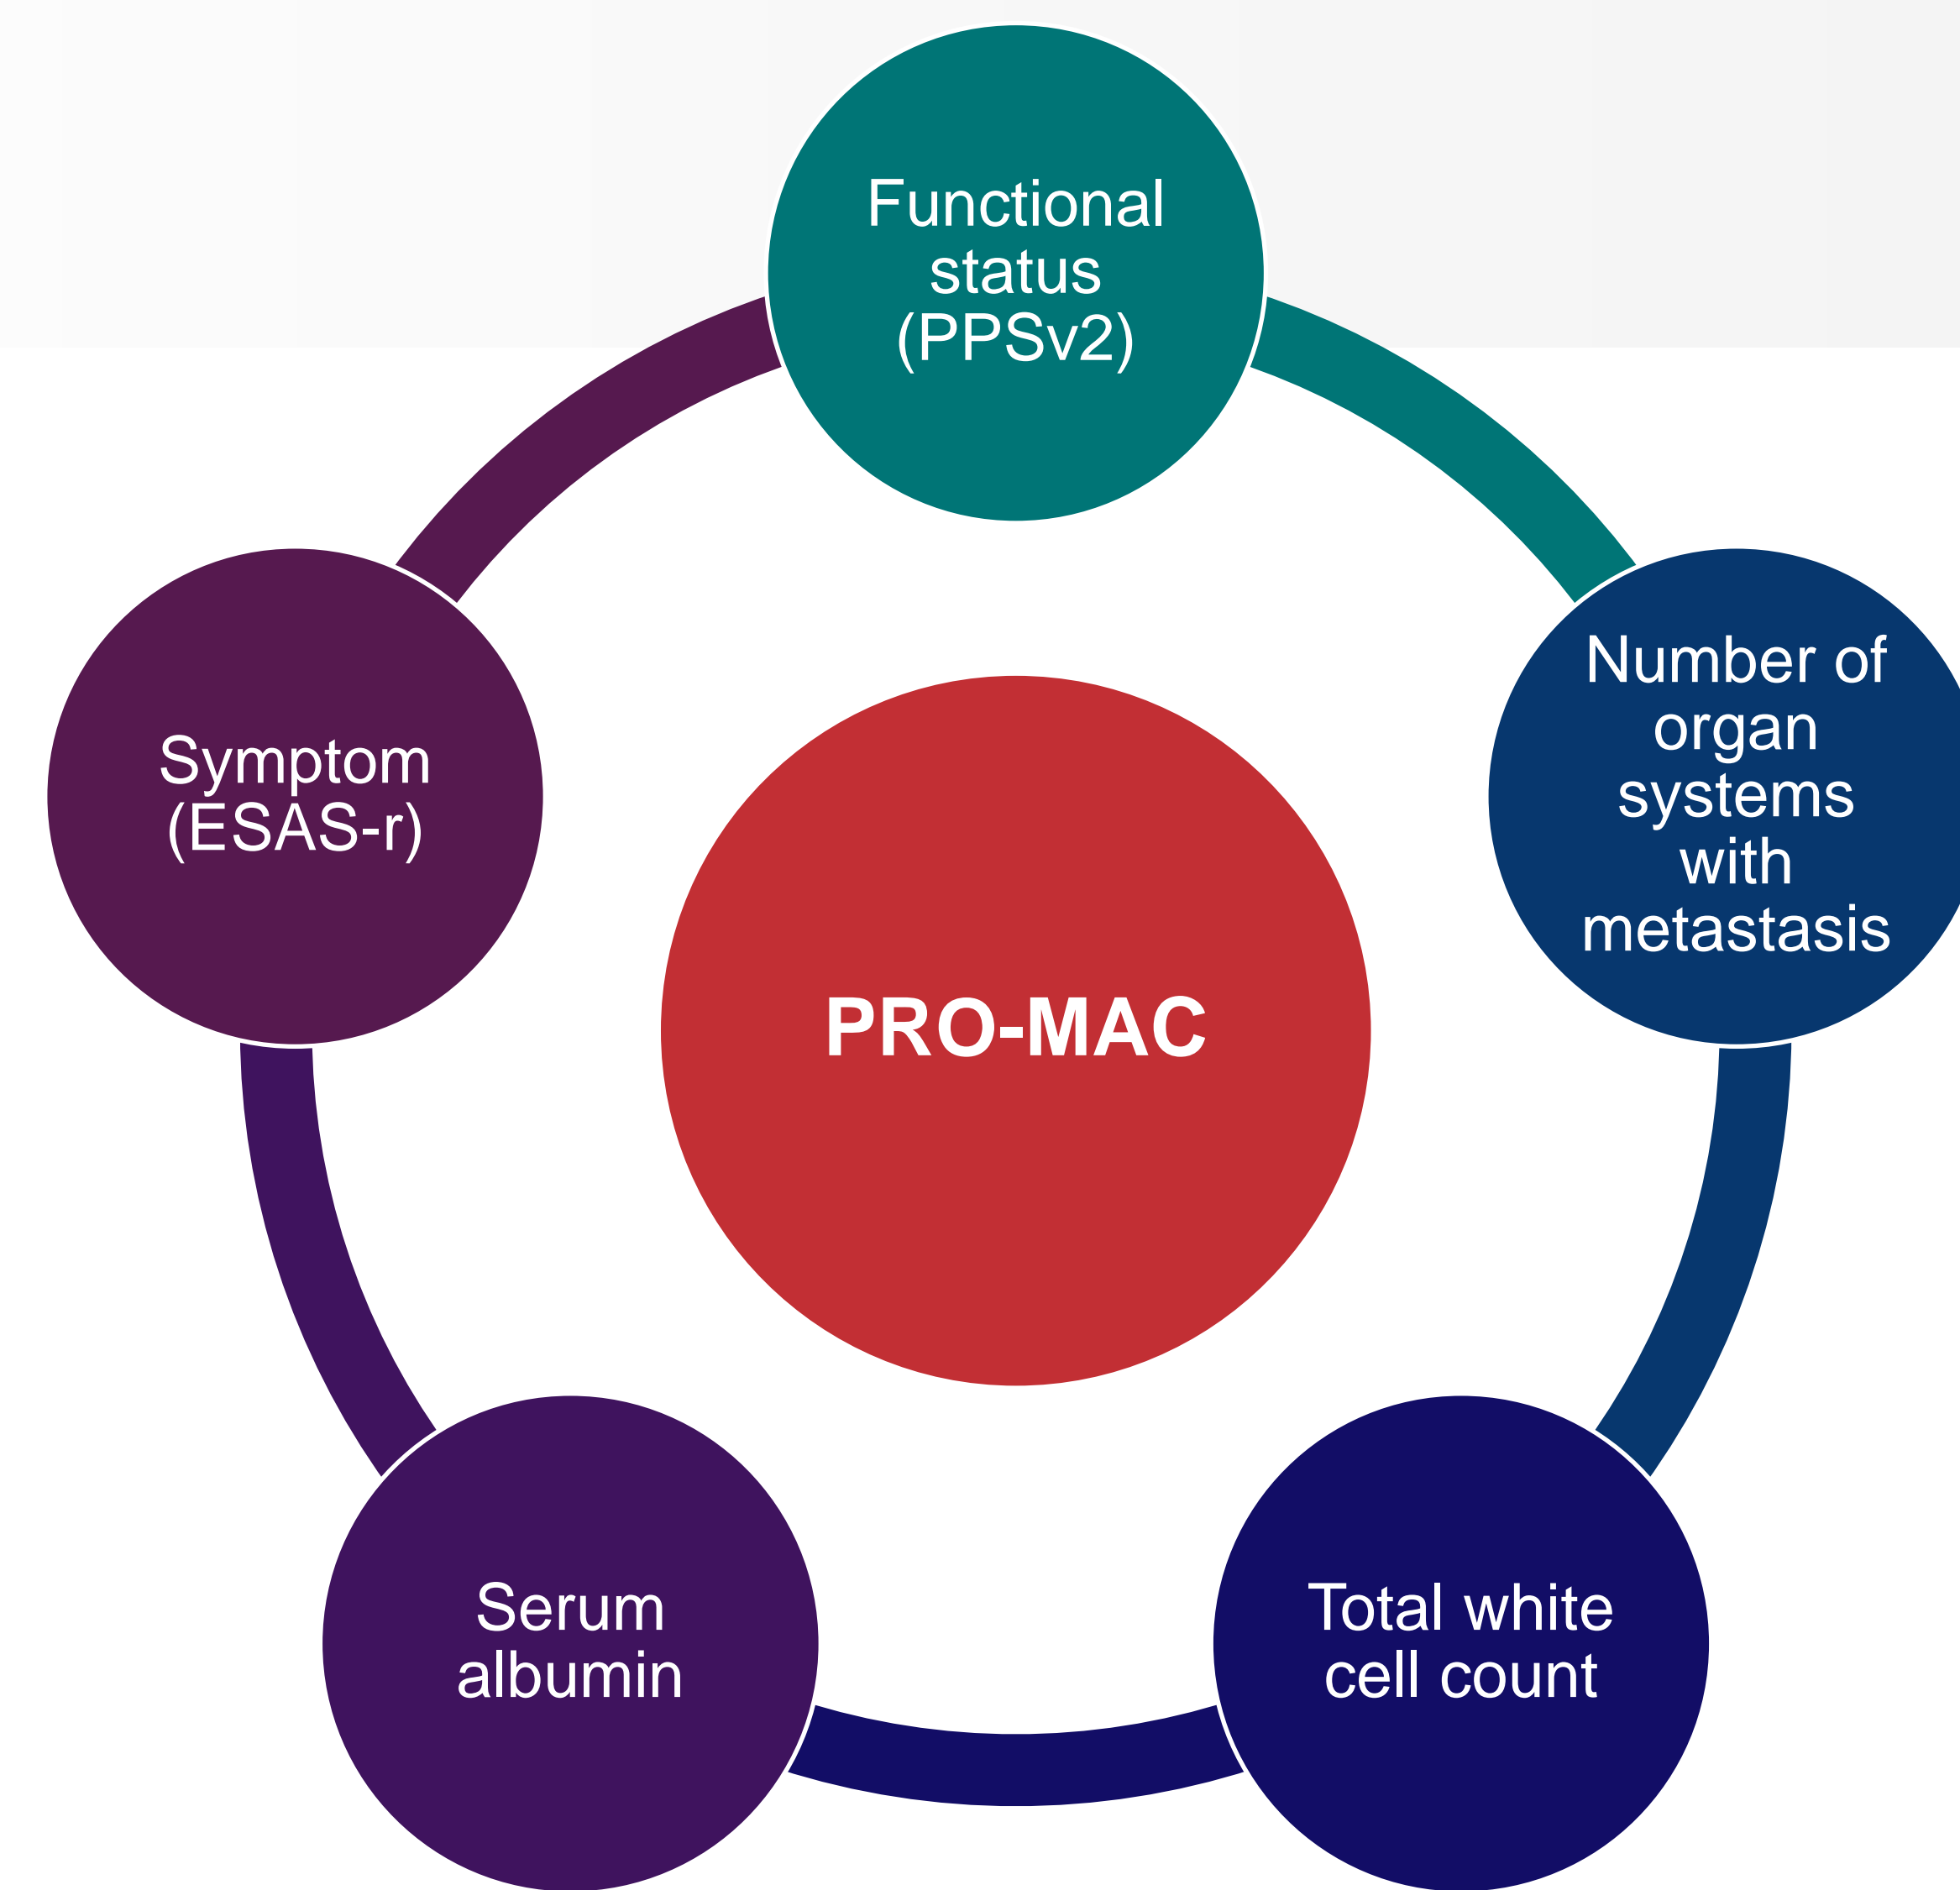 Functional
status
(PPSv2)
Number of
organ
systems
with
metastasis
Symptom
(ESAS-r)
PRO-MAC
Serum
albumin
Total white
cell count